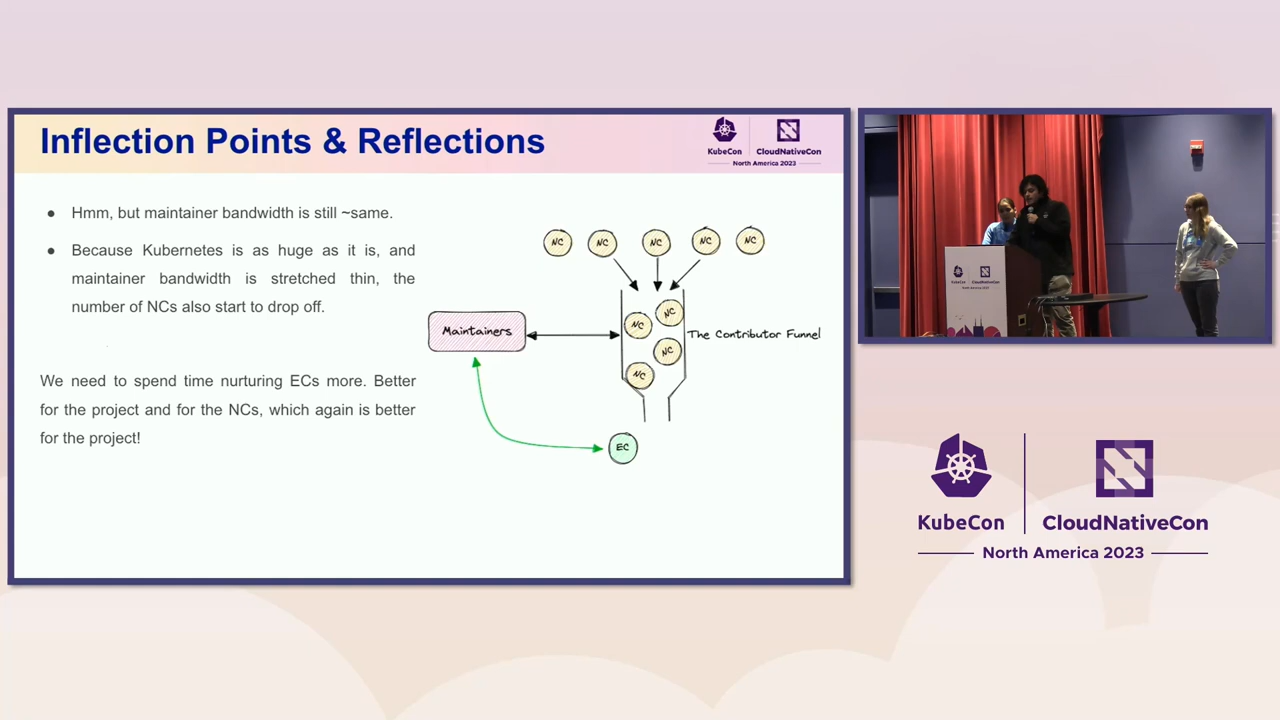 Inflection Points & Reflections
KubeCon
CloudNativeCon
North America 2023
● Hmm, but maintainer bandwidth is still ~same.
● Because Kubernetes is as huge as it is, and
maintainer bandwidth is stretched thin, the
number of NCs also start to drop off.
We need to spend time nurturing ECs more. Better
for the project and for the NCs, which again is better
for the project!
NC NC NC NC NC
NC
NC
Maintainers
The Contributor Funnel
NC
NC
EC
KubeCon
CloudNativeCon
North America 2023